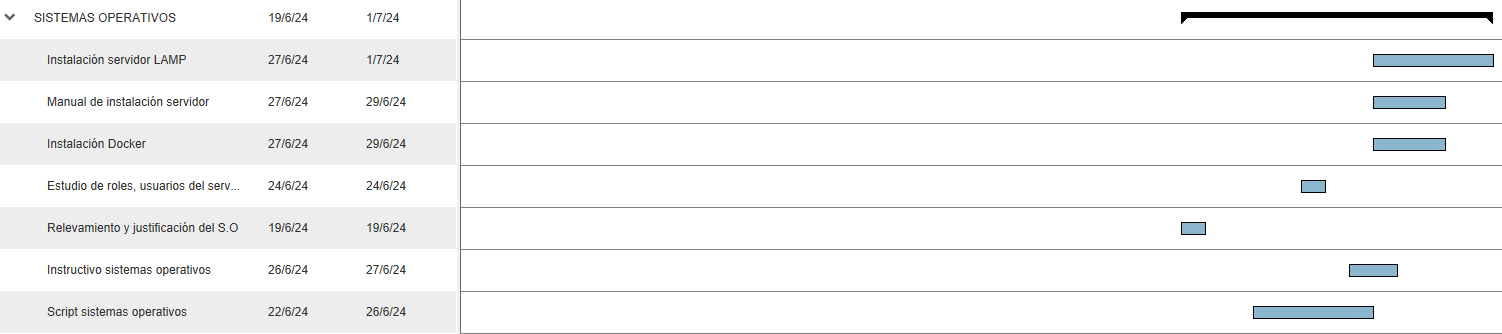 SISTEMAS OPERATIVOS 19/6/24 1/7/24
Instalación servidor LAMP 27/6/24 1/7/24
Manual de instalación servidor 27/6/24 29/6/24
Instalación Docker 27/6/24 29/6/24
Estudio de roles, usuarios del serv... 24/6/24 24/6/24
Relevamiento y justificación del S.O 19/6/24 19/6/24
Instructivo sistemas operativos 26/6/24 27/6/24
Script sistemas operativos 22/6/24 26/6/24